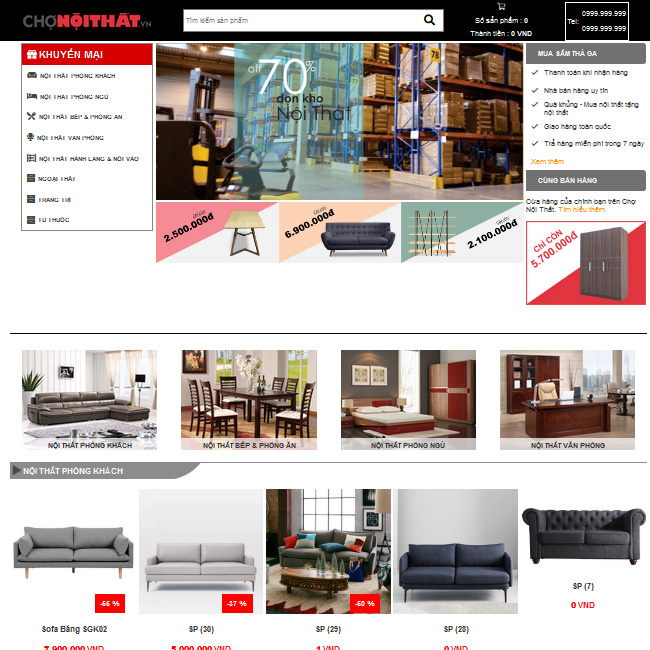 CHỢNỘITHẤT.VN
Tìm kiếm sản phẩm
Số sản phẩm : 0
Thành tiền : 0 VND
Tel:
0999.999.999
0999.999.999
KHUYẾN MẠI
NỘI THẤT PHÒNG KHÁCH
NỘI THẤT PHÒNG NGỦ
NỘI THẤT BẾP & PHÒNG ĂN
NỘI THẤT VĂN PHÒNG
NỘI THẤT HÀNH LANG & NỐI VÀO
NGOẠI THẤT
TRANG TRÍ
TỦ THUỐC
off 70%
dọn kho
Nội Thất
78
MUA SẮM THẢ GA
Thanh toán khi nhận hàng
Nhà bán hàng uy tín
Quà khủng - Mua nội thất tặng
nội thất
Giao hàng toàn quốc
Trả hàng miễn phí trong 7 ngày
Xem thêm
CÙNG BÁN HÀNG
Cửa hàng của chính bạn trên Chợ
Nội Thất. Tìm hiểu thêm
2.500.000đ
6.900.000đ
2.100.000đ
CHỈ CÒN
5.700.000đ
NỘI THẤT PHÒNG KHÁCH
NỘI THẤT BẾP & PHÒNG ĂN
NỘI THẤT PHÒNG NGỦ
NỘI THẤT VĂN PHÒNG
NỘI THẤT PHÒNG KHÁCH
-66 %
-87 %
-60 %
Sofa Băng SGK02
SP (30)
SP (29)
SP (28)
SP (7)
0 VND
7.900.000 VND
5.000.000 VND
1 VND
0 VND